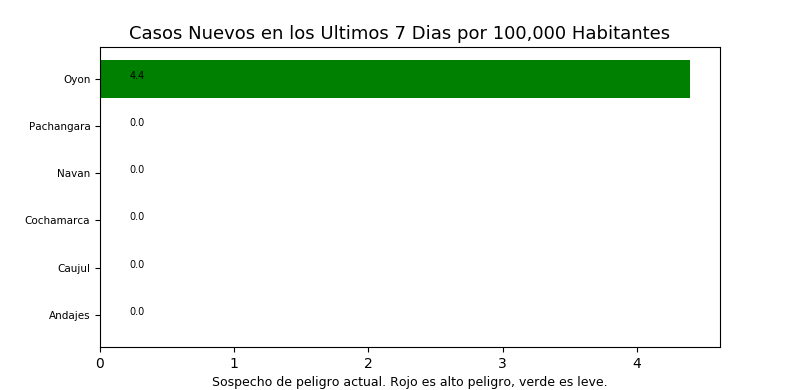 Casos Nuevos en los Ultimos 7 Dias por 100,000 Habitantes
Oyon 4.4
Pachangara 0.0
Navan 0.0
Cochamarca 0.0
Caujul 0.0
Andajes 0.0
0 1 2 3 4
Sospecho de peligro actual. Rojo es alto peligro, verde es leve.